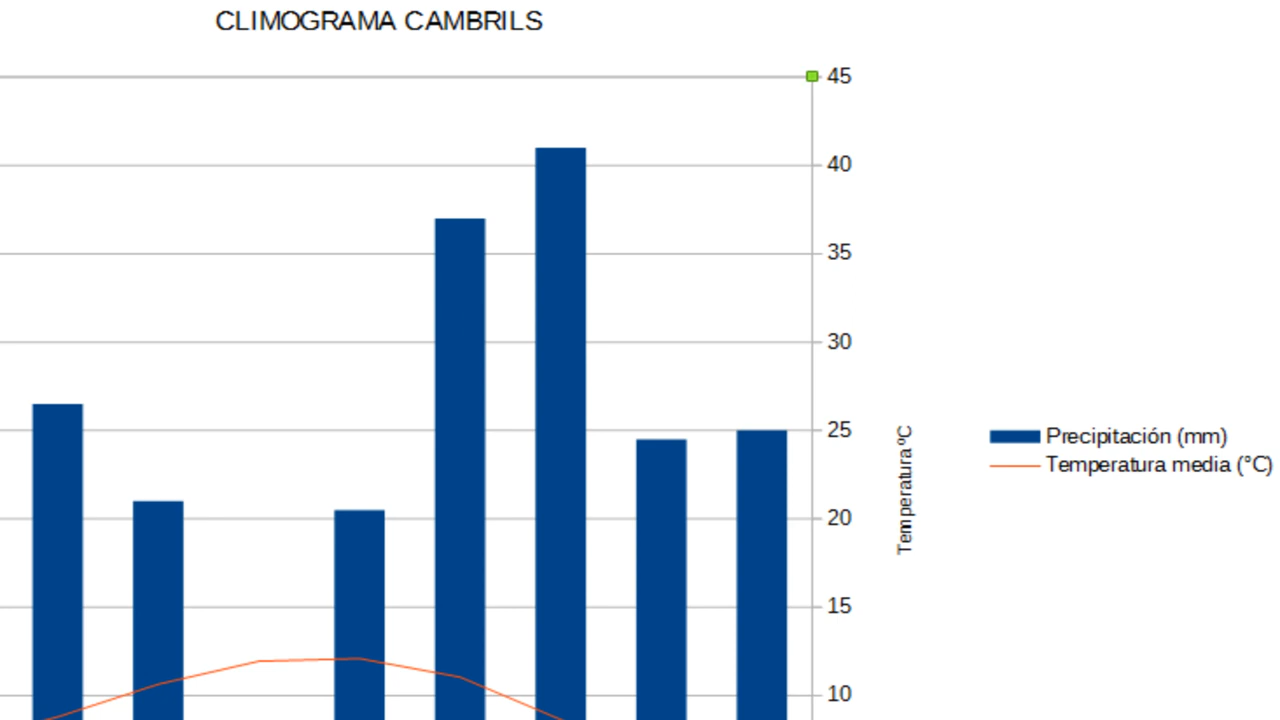 CLIMOGRAMA CAMBRILS
45
40
35
30
25
20
15
10
Temperatura ºC
Precipitación (mm)
Temperatura media (°C)